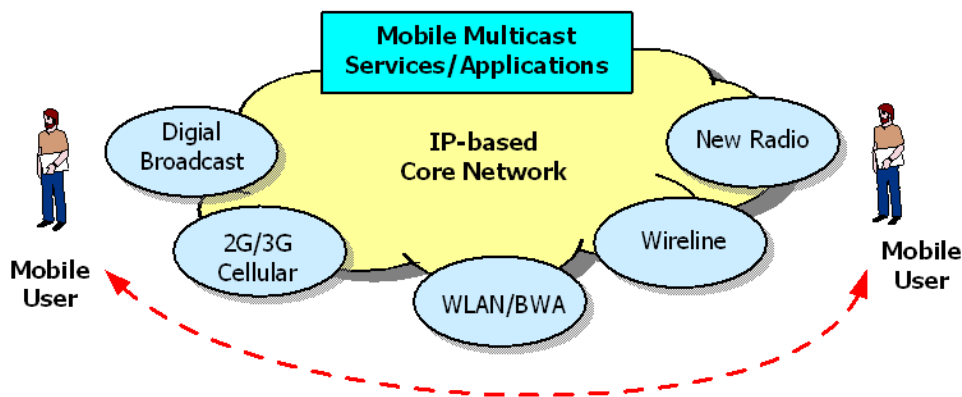 Mobile Multicast
Services/Applications
IP-based
Core Network
Digial
Broadcast
New Radio
2G/3G
Cellular
Wireline
WLAN/BWA
Mobile
User
Mobile
User